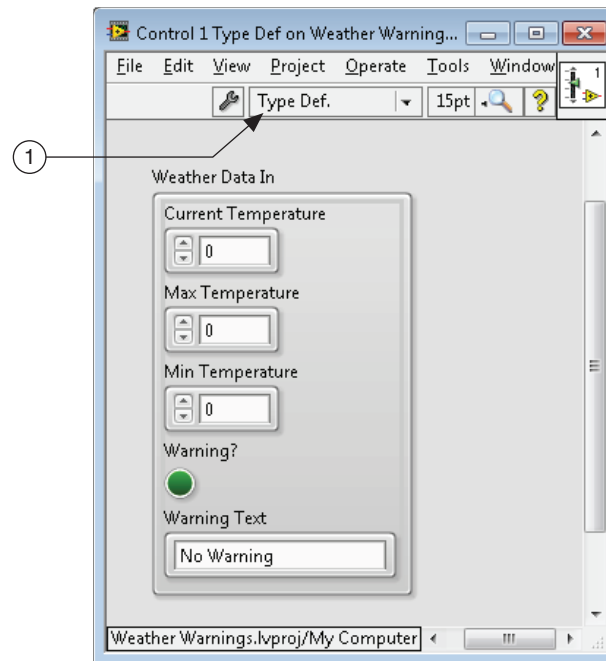 Control 1 Type Def on Weather Warning...
File Edit View Project Operate Tools Window
1
Type Def.
15pt
?
1
Weather Data In
Current Temperature
0
Max Temperature
0
Min Temperature
0
Warning?
Warning Text
No Warning
Weather Warnings.lvproj/My Computer